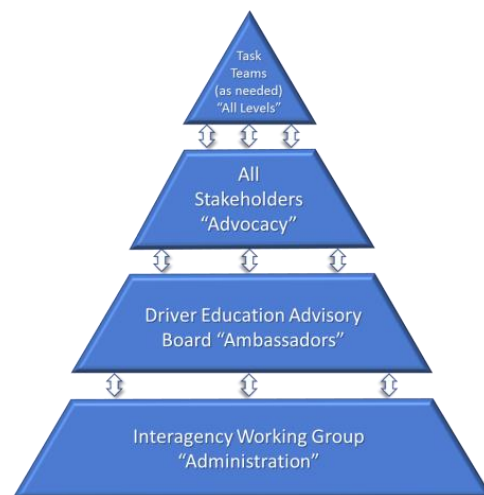 Task
Teams
(as needed)
“All Levels”
All
Stakeholders
“Advocacy”
Driver Education Advisory
Board “Ambassadors”
Interagency Working Group
“Administration”